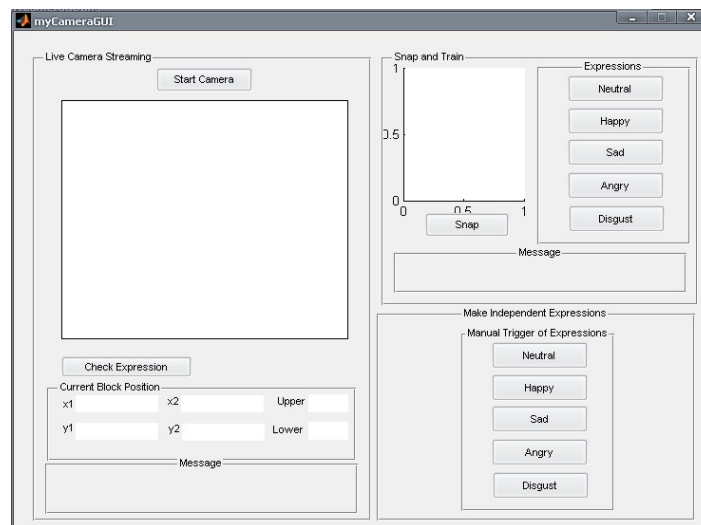 myCameraGUI
Live Camera Streaming
Start Camera
Check Expression
Current Block Position
x1 x2 Upper
y1 y2 Lower
Message
Snap and Train
1
0.5
0
0 0.5 1
Snap
Expressions
Neutral
Happy
Sad
Angry
Disgust
Message
Make Independent Expressions
Manual Trigger of Expressions
Neutral
Happy
Sad
Angry
Disgust